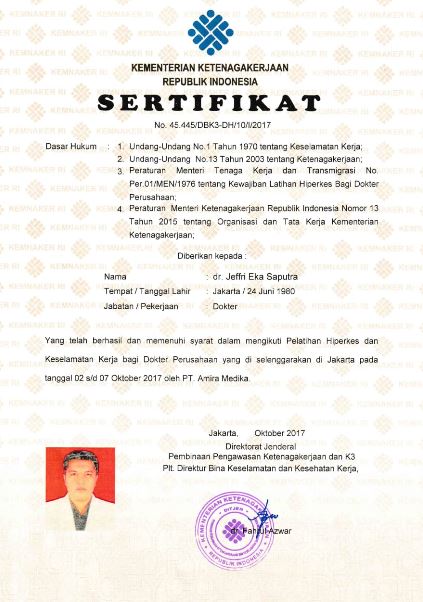 KEMENTERIAN KETENAGAKERJAAN
REPUBLIK INDONESIA
SERTIFIKAT
No. 45.445/DBK3-DH/10/I/2017
Dasar Hukum : 1. Undang-Undang No.1 Tahun 1970 tentang Keselamatan Kerja;
2. Undang-Undang No.13 Tahun 2003 tentang Ketenagakerjaan;
3. Peraturan Menteri Tenaga Kerja dan Transmigrasi No.
Per.01/MEN/1976 tentang Kewajiban Latihan Hiperkes Bagi Dokter
Perusahaan;
4. Peraturan Menteri Ketenagakerjaan Republik Indonesia Nomor 13
Tahun 2015 tentang Organisasi dan Tata Kerja Kementerian
Ketenagakerjaan;
Diberikan kepada :
Nama : dr. Jeffri Eka Saputra
Tempat / Tanggal Lahir : Jakarta / 24 Juni 1980
Jabatan / Pekerjaan : Dokter
Yang telah berhasil dan memenuhi syarat dalam mengikuti Pelatihan Hiperkes dan
Keselamatan Kerja bagi Dokter Perusahaan yang di selenggarakan di Jakarta pada
tanggal 02 s/d 07 Oktober 2017 oleh PT. Amira Medika.
Jakarta, Oktober 2017
Direktorat Jenderal
Pembinaan Pengawasan Ketenagakerjaan dan K3
Plt. Direktur Bina Keselamatan dan Kesehatan Kerja,
KEMENTERIAN KETENAGAKERJAAN
DITJEN
dr. Azwar
REPUBLIK INDONESIA
KEMNAKER RI